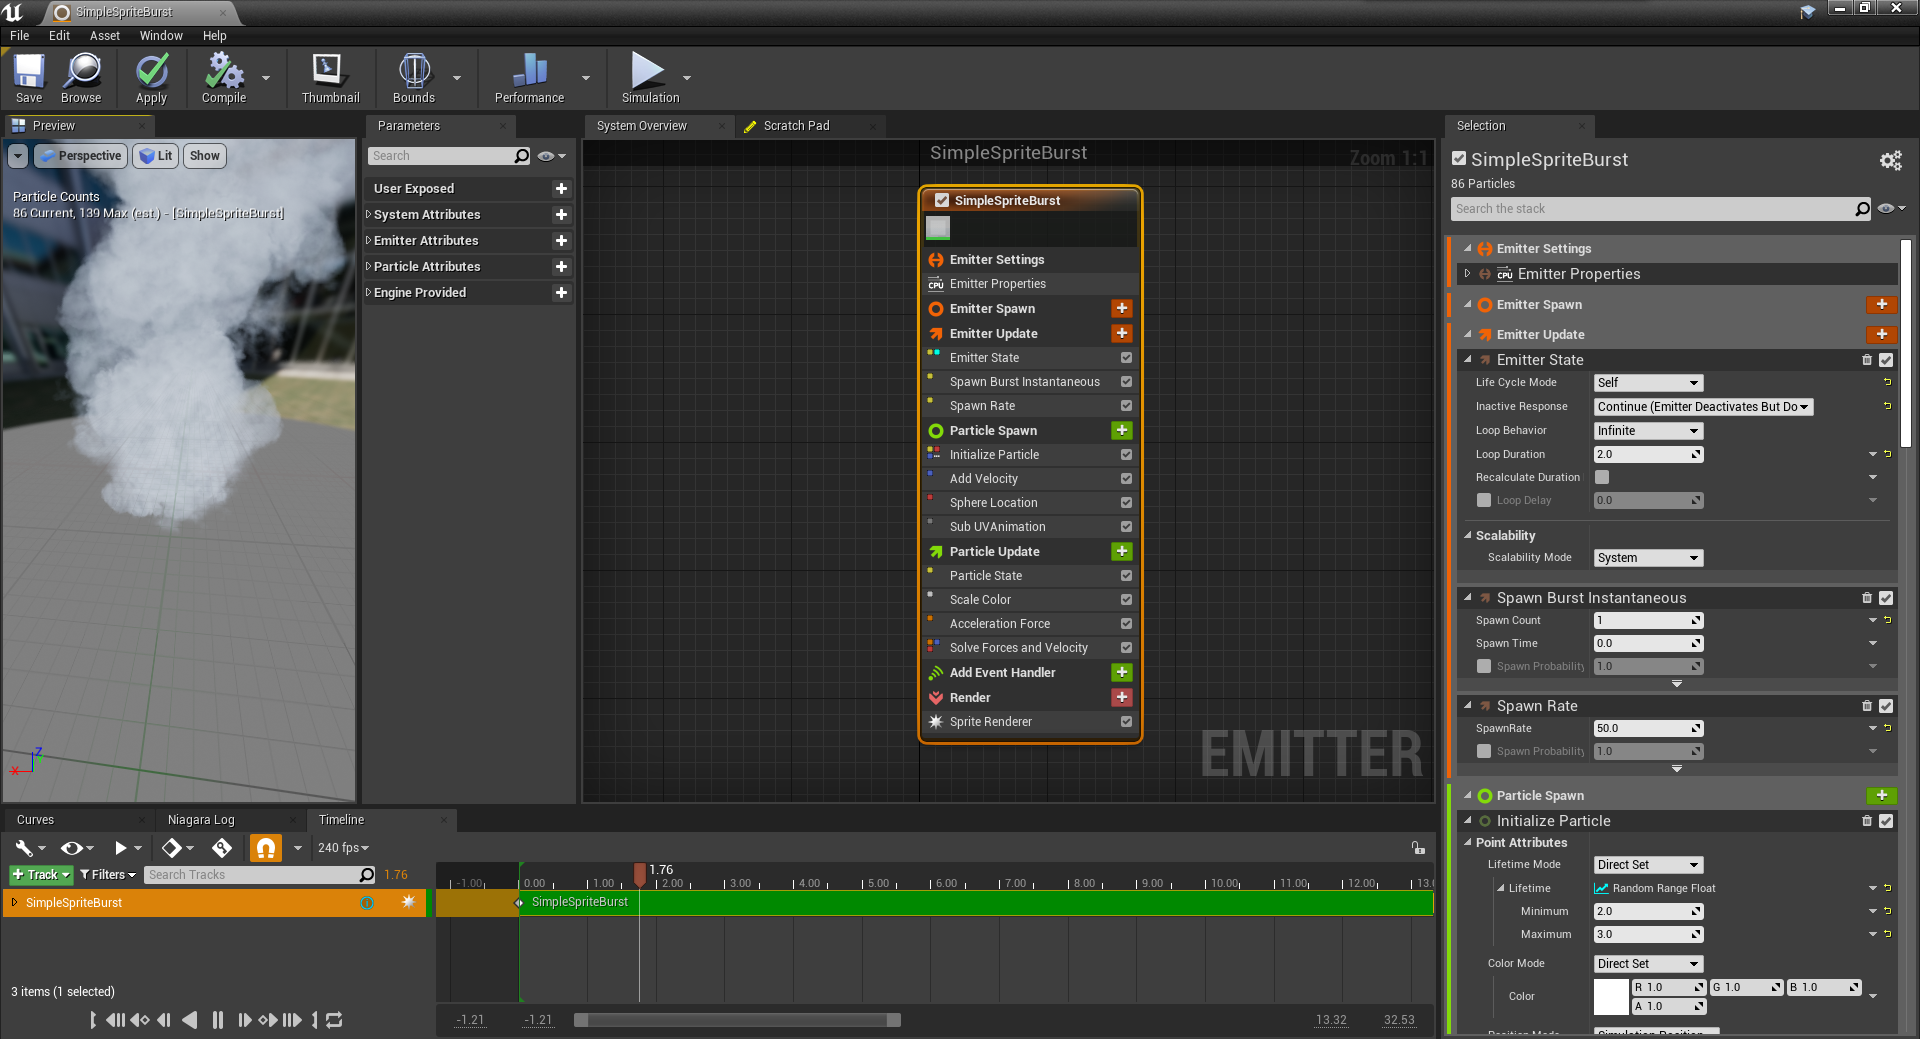 SimpleSpriteBurst
File Edit Asset Window Help
Save Browse Apply Compile Thumbnail Bounds Performance Simulation
Preview
Perspective Lit Show
Particle Counts
86 Current, 139 Max (est.) - [SimpleSpriteBurst]
Parameters
Search
User Exposed
System Attributes
Emitter Attributes
Particle Attributes
Engine Provided
System Overview Scratch Pad
SimpleSpriteBurst
Zoom 1:1
SimpleSpriteBurst
Emitter Settings
CPU Emitter Properties
Emitter Spawn
Emitter Update
Emitter State
Spawn Burst Instantaneous
Spawn Rate
Particle Spawn
Initialize Particle
Add Velocity
Sphere Location
Sub UVAnimation
Particle Update
Particle State
Scale Color
Acceleration Force
Solve Forces and Velocity
Add Event Handler
Render
Sprite Renderer
EMITTER
Selection
SimpleSpriteBurst
86 Particles
Search the stack
Emitter Settings
CPU Emitter Properties
Emitter Spawn
Emitter Update
Emitter State
Life Cycle Mode Self
Inactive Response Continue (Emitter Deactivates But Do
Loop Behavior Infinite
Loop Duration 2.0
Recalculate Duration
Loop Delay 0.0
Scalability
Scalability Mode System
Spawn Burst Instantaneous
Spawn Count 1
Spawn Time 0.0
Spawn Probability 1.0
Spawn Rate
SpawnRate 50.0
Spawn Probability 1.0
Particle Spawn
Initialize Particle
Point Attributes
Lifetime Mode Direct Set
Lifetime Random Range Float
Minimum 2.0
Maximum 3.0
Color Mode Direct Set
Color R 1.0 G 1.0 B 1.0
A 1.0
Position Mode Simulation Position
Z
X
Curves Niagara Log Timeline
240 fps
+ Track Filters Search Tracks 1.76
1.76
-1.00 0.00 1.00 2.00 3.00 4.00 5.00 6.00 7.00 8.00 9.00 10.00 11.00 12.00 13.0
SimpleSpriteBurst
SimpleSpriteBurst
3 items (1 selected)
-1.21 -1.21 13.32 32.53